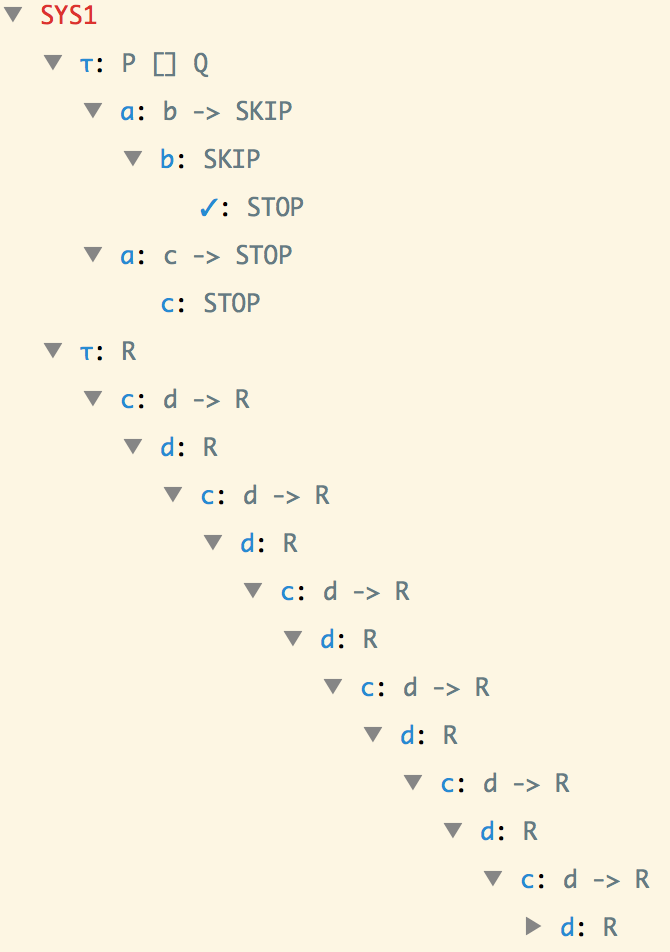 SYS1
τ: P [] Q
a: b -> SKIP
b: SKIP
✓: STOP
a: c -> STOP
c: STOP
τ: R
c: d -> R
d: R
c: d -> R
d: R
c: d -> R
d: R
c: d -> R
d: R
c: d -> R
d: R
c: d -> R
d: R